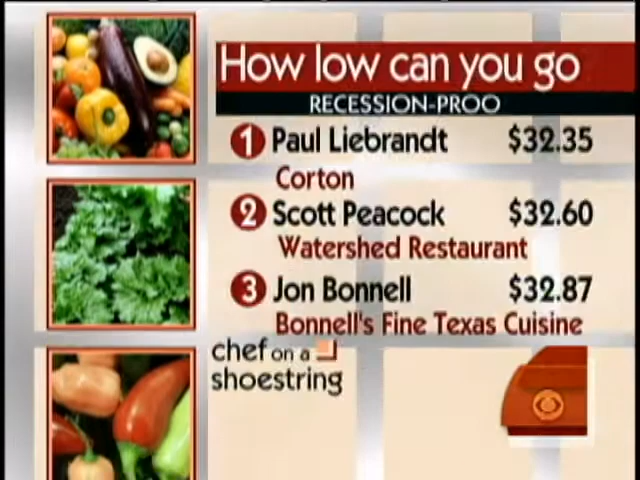 How low can you go
RECESSION-PROO
1 Paul Liebrandt $32.35
Corton
2 Scott Peacock $32.60
Watershed Restaurant
3 Jon Bonnell $32.87
Bonnell's Fine Texas Cuisine
chef on a
shoestring